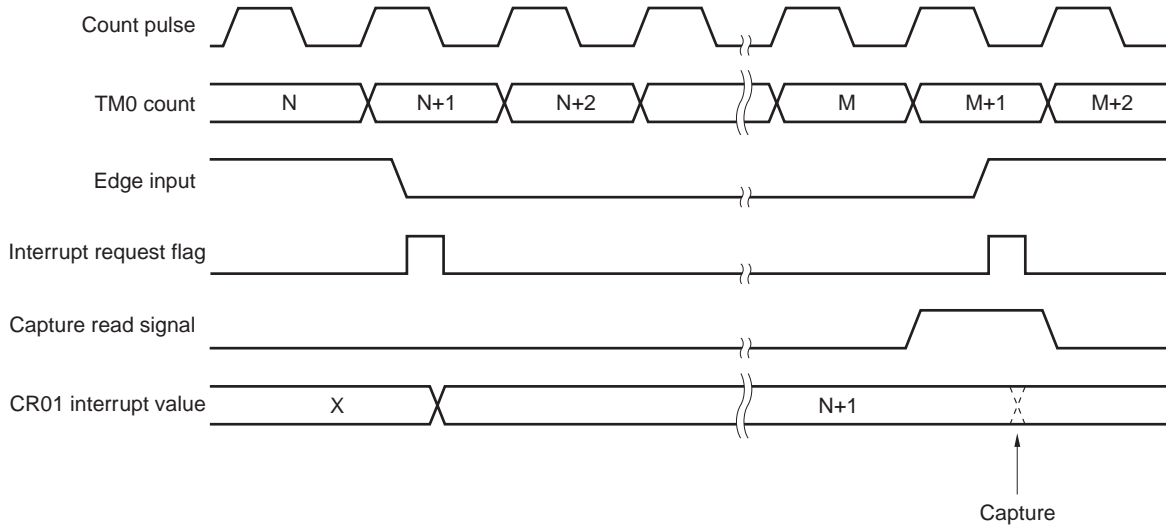 Count pulse
TM0 count
N N+1 N+2 M M+1 M+2
Edge input
Interrupt request flag
Capture read signal
CR01 interrupt value
X N+1
Capture